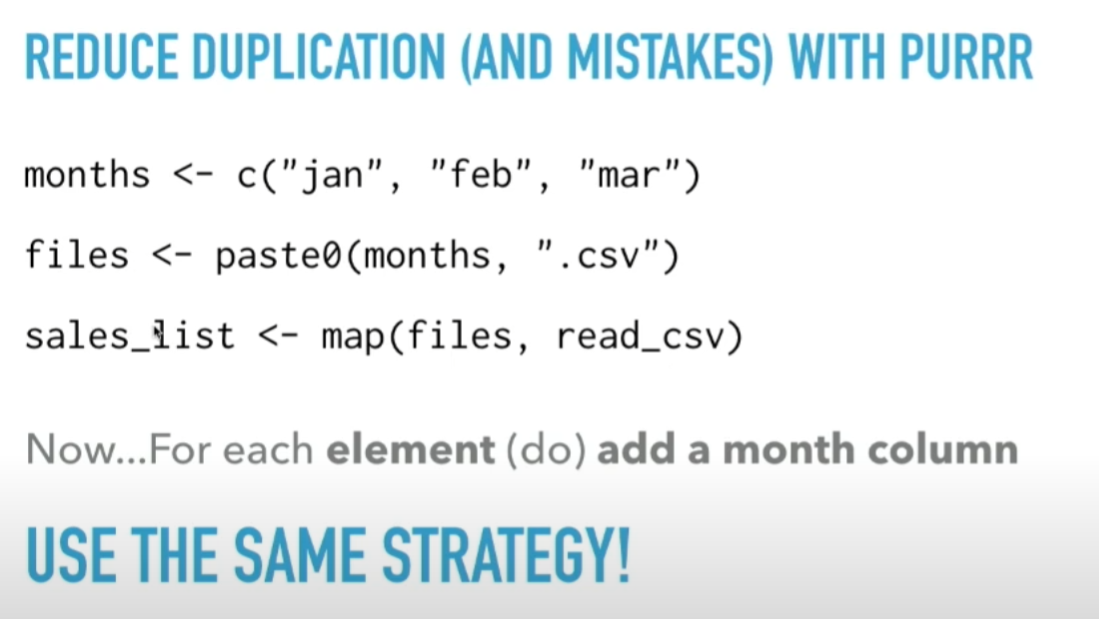 REDUCE DUPLICATION (AND MISTAKES) WITH PURRR
months <- c("jan", "feb", "mar")
files <- paste0(months, ".csv")
sales_list <- map(files, read_csv)
Now...For each element (do) add a month column
USE THE SAME STRATEGY!